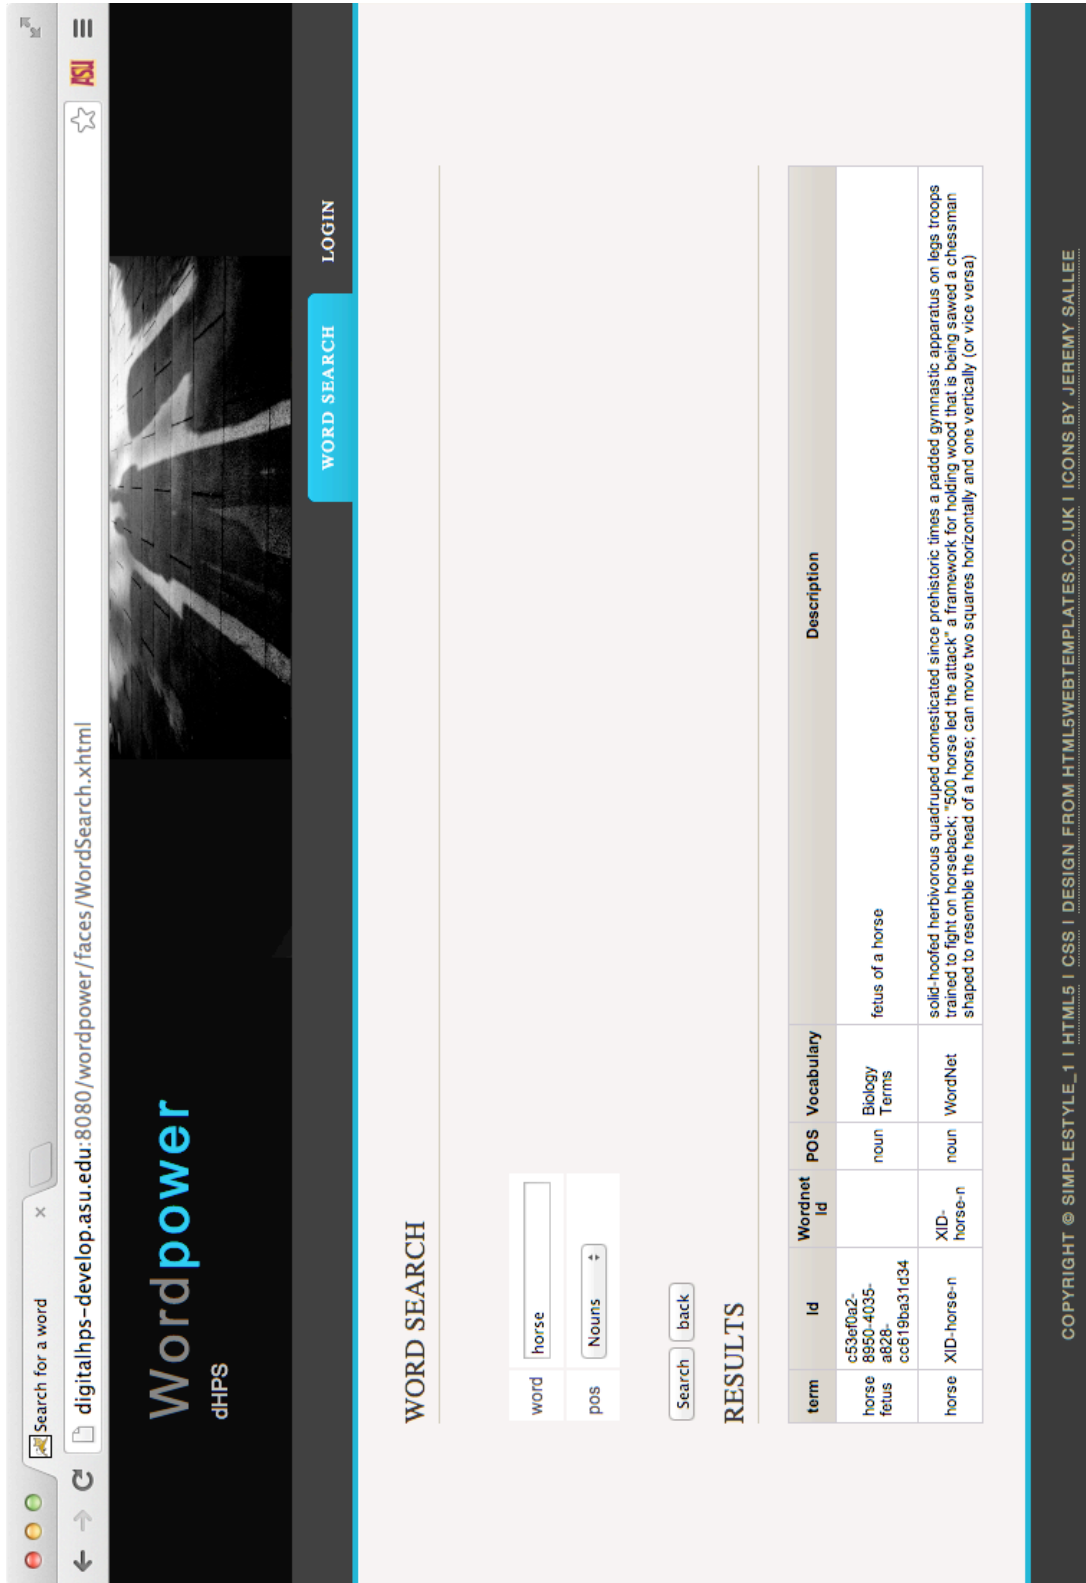 Search for a word
digitalhps-develop.asu.edu:8080/wordpower/faces/WordSearch.xhtml
ASU
Wordpower
dHPS
WORD SEARCH
LOGIN
WORD SEARCH
word horse
pos Nouns
Search back
RESULTS
term Id Wordnet Id POS Vocabulary Description
horse fetus
c53ef0a2-
8950-4035-
a828-
cc619ba31d34
noun
Biology
Terms
fetus of a horse
horse
XID-horse-n
XID-
horse-n
noun
WordNet
solid-hoofed herbivorous quadruped domesticated since prehistoric times a padded gymnastic apparatus on legs troops
trained to fight on horseback; "500 horse led the attack" a framework for holding wood that is being sawed a chessman
shaped to resemble the head of a horse; can move two squares horizontally and one vertically (or vice versa)
COPYRIGHT © SIMPLESTYLE_1 | HTML5 | CSS | DESIGN FROM HTML5WEBTEMPLATES.CO.UK | ICONS BY JEREMY SALLEE